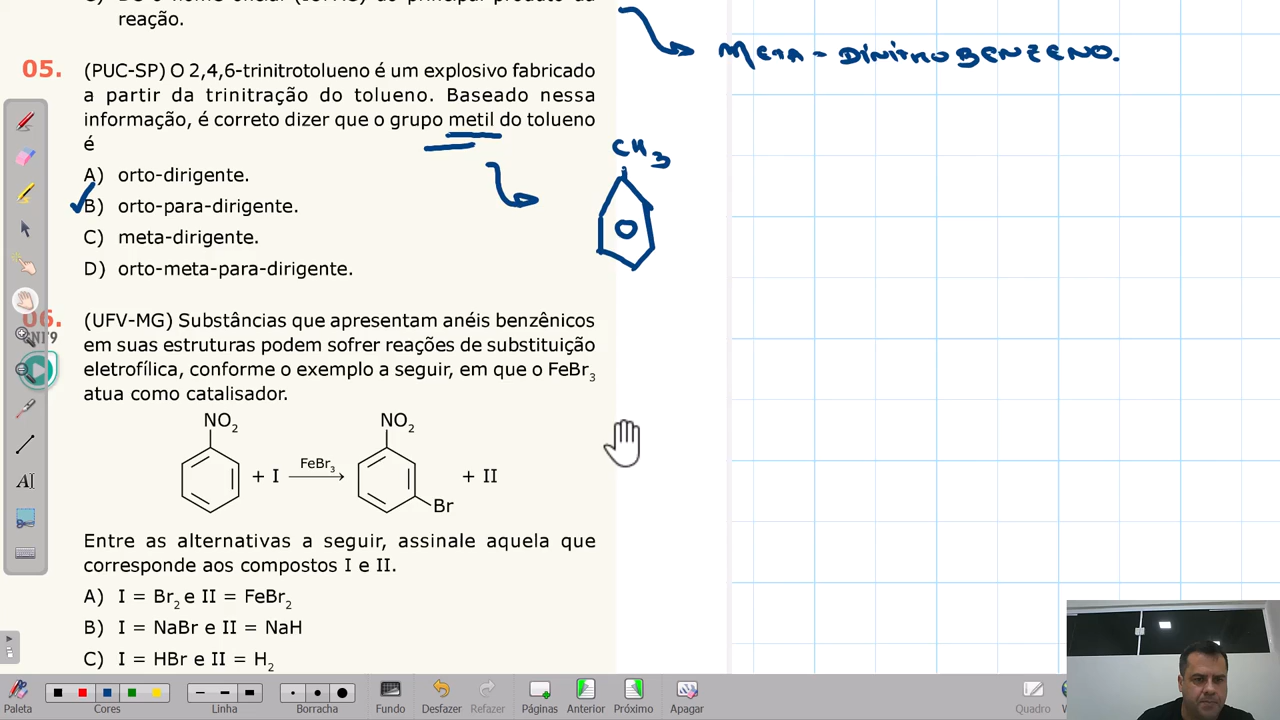 reação.
META-DINITROBENZENO.
05. (PUC-SP) O 2,4,6-trinitrotolueno é um explosivo fabricado
a partir da trinitração do tolueno. Baseado nessa
informação, é correto dizer que o grupo metil do tolueno
é
A) orto-dirigente.
B) orto-para-dirigente.
C) meta-dirigente.
D) orto-meta-para-dirigente.
CH3
06. (UFV-MG) Substâncias que apresentam anéis benzênicos
em suas estruturas podem sofrer reações de substituição
eletrofílica, conforme o exemplo a seguir, em que o FeBr3
atua como catalisador.
NO2 NO2
+ I FeBr3 + II
Br
Entre as alternativas a seguir, assinale aquela que
corresponde aos compostos I e II.
A) I = Br2 e II = FeBr2
B) I = NaBr e II = NaH
C) I = HBr e II = H2
Paleta Cores Linha Borracha Fundo Desfazer Refazer Páginas Anterior Próximo Apagar Quadro